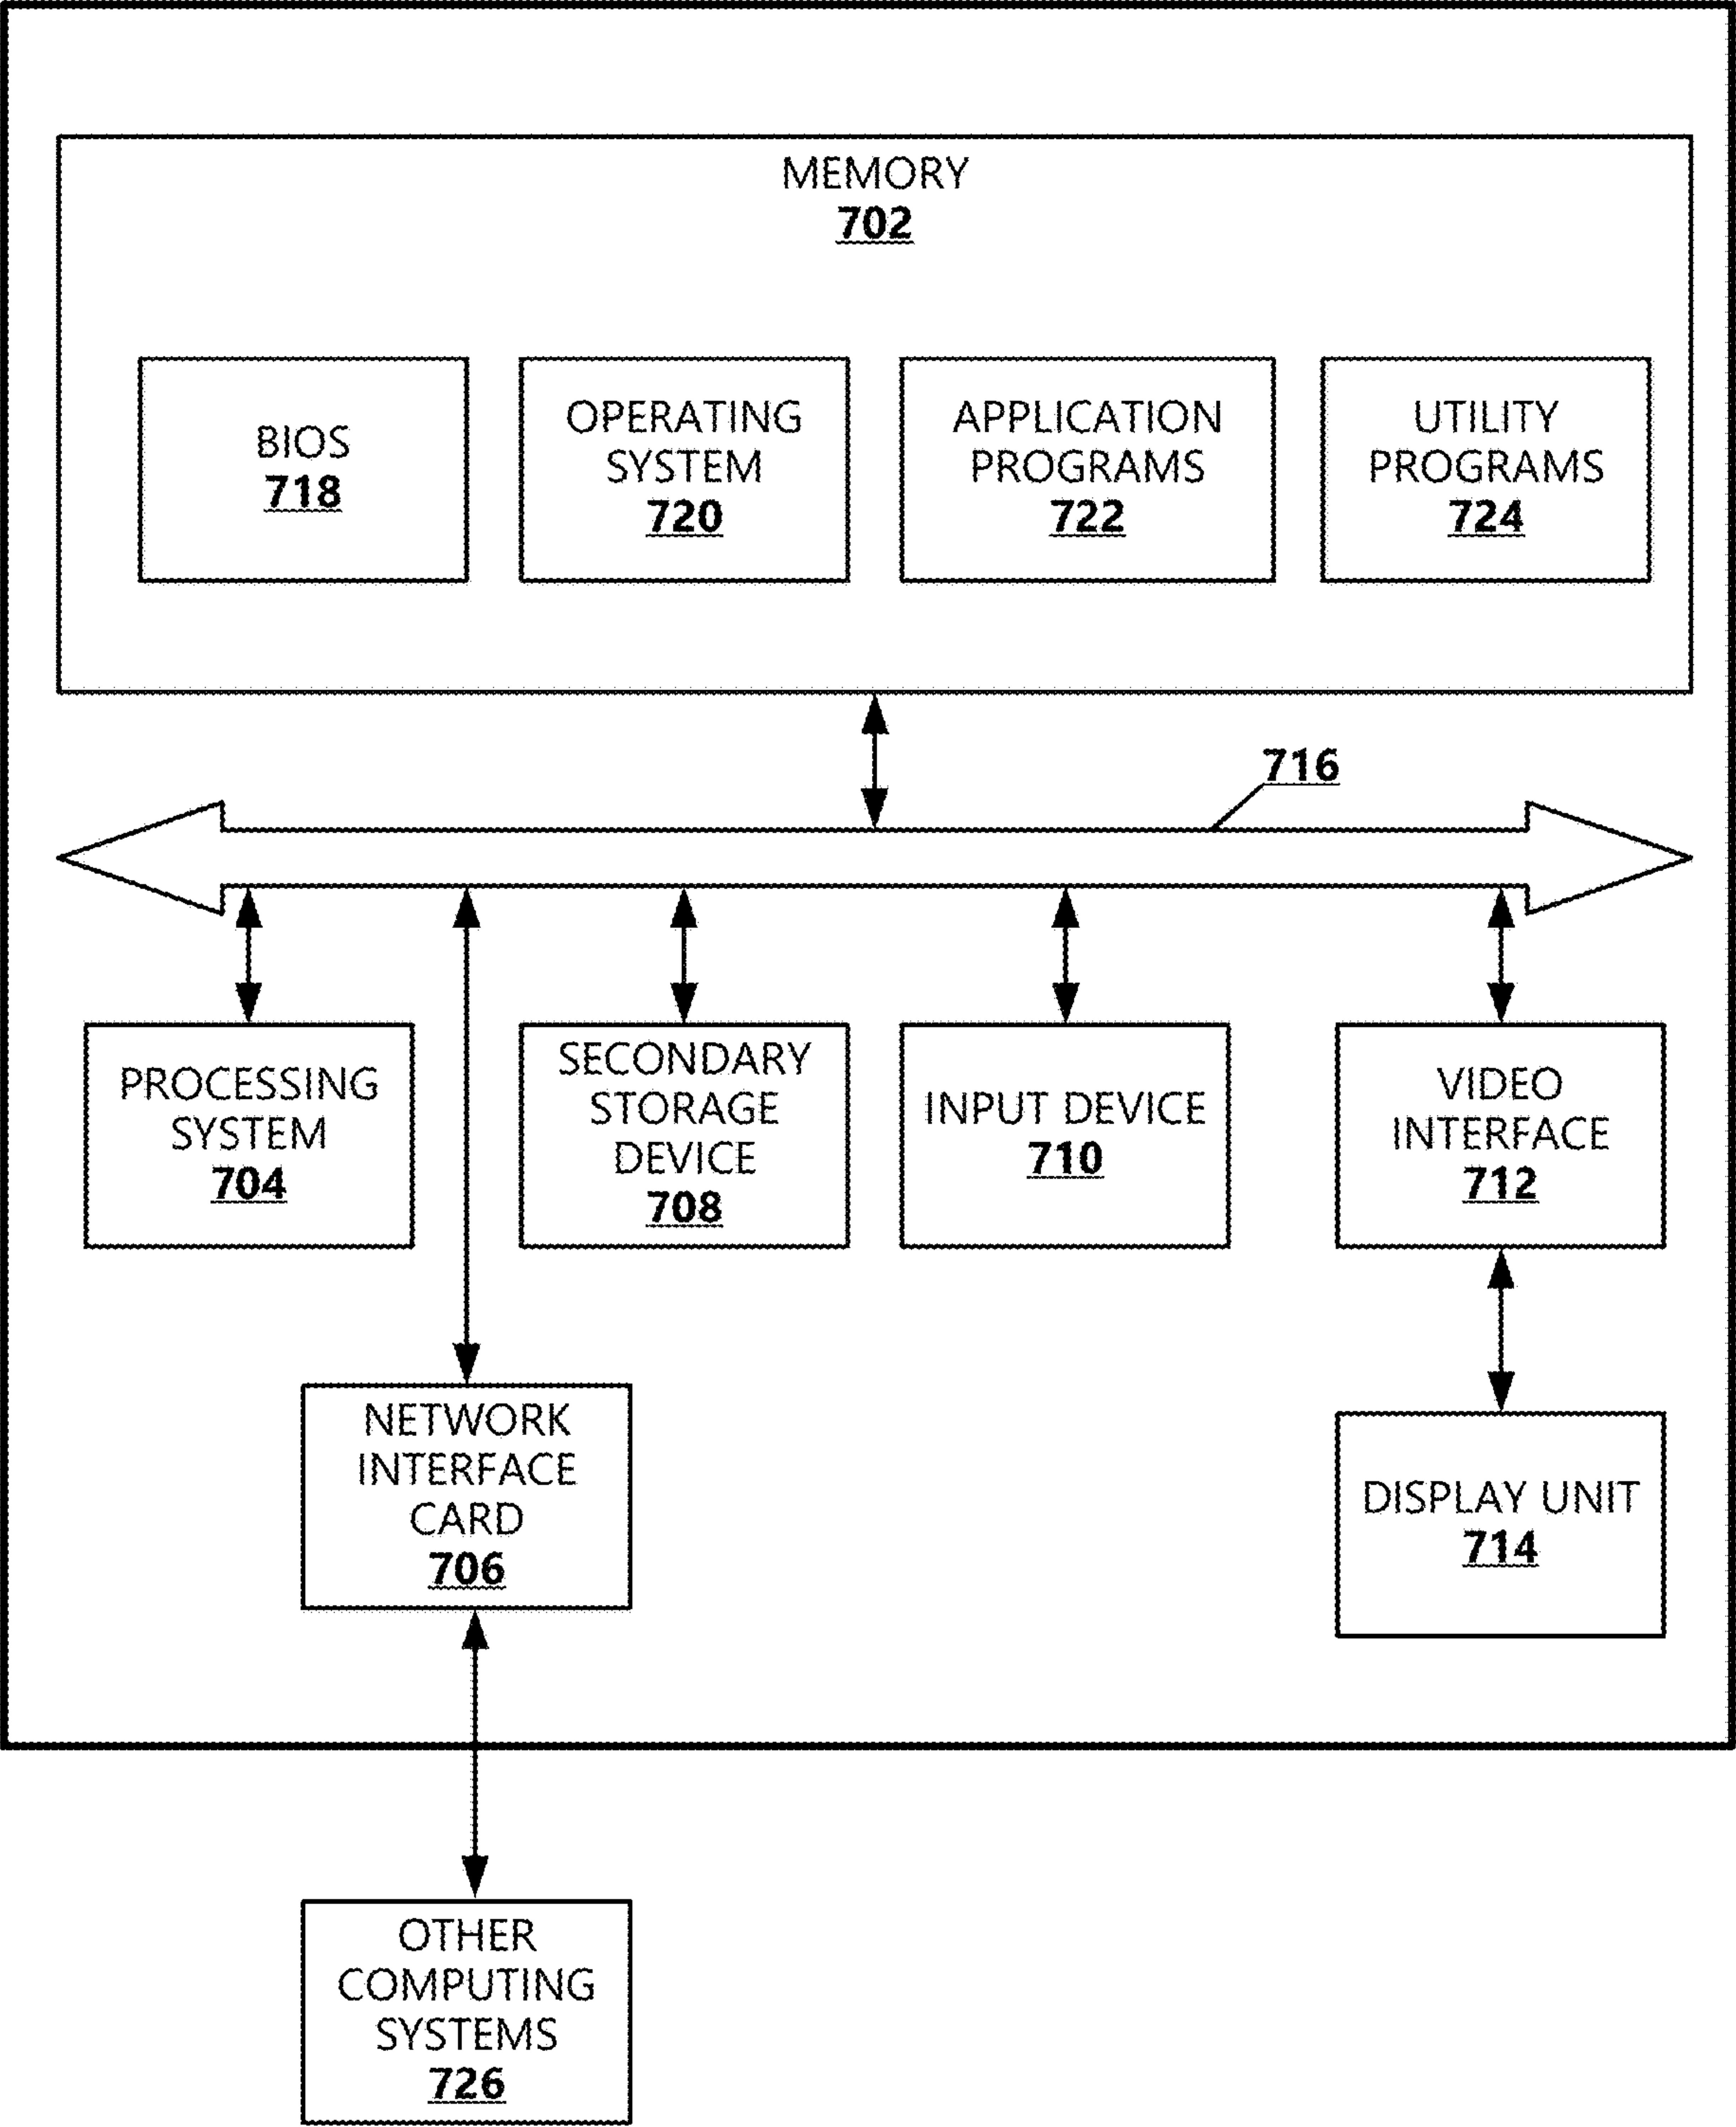 MEMORY
702
BIOS
718
OPERATING
SYSTEM
720
APPLICATION
PROGRAMS
722
UTILITY
PROGRAMS
724
716
PROCESSING
SYSTEM
704
SECONDARY
STORAGE
DEVICE
708
INPUT DEVICE
710
VIDEO
INTERFACE
712
NETWORK
INTERFACE
CARD
706
DISPLAY UNIT
714
OTHER
COMPUTING
SYSTEMS
726